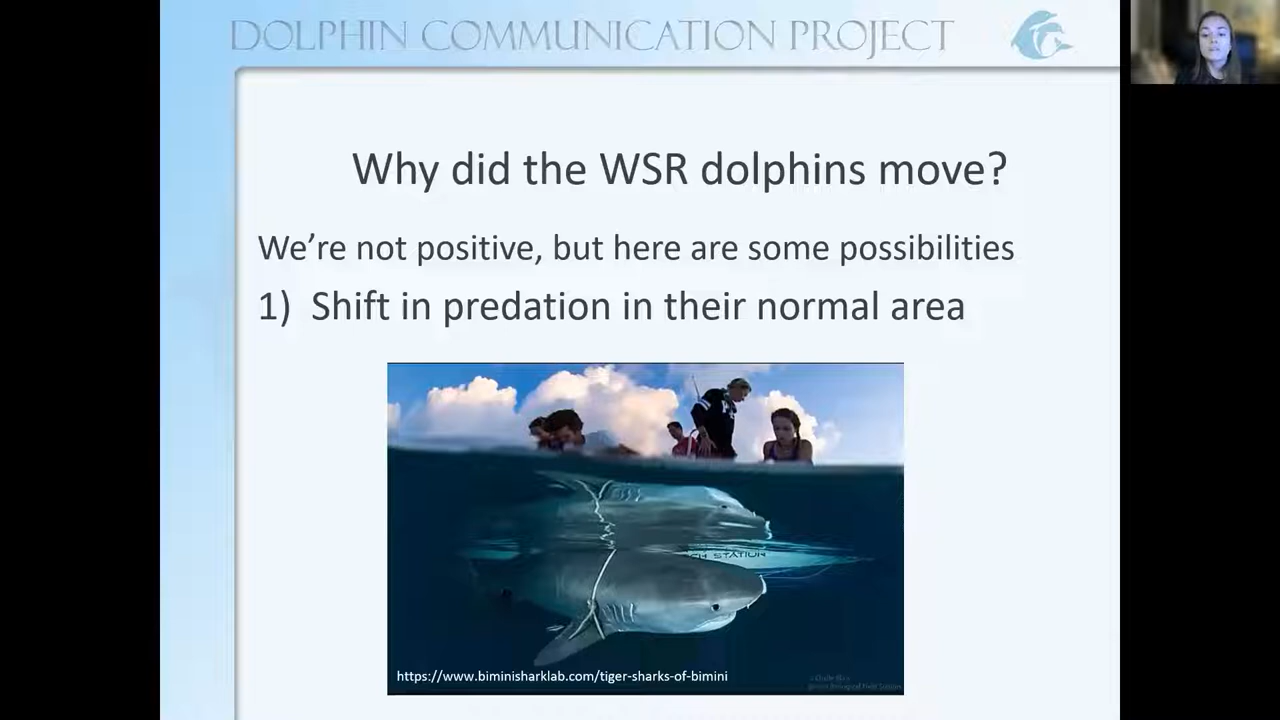 DOLPHIN COMMUNICATION PROJECT
Why did the WSR dolphins move?
We're not positive, but here are some possibilities
1) Shift in predation in their normal area
STATION
https://www.biminisharklab.com/tiger-sharks-of-bimini